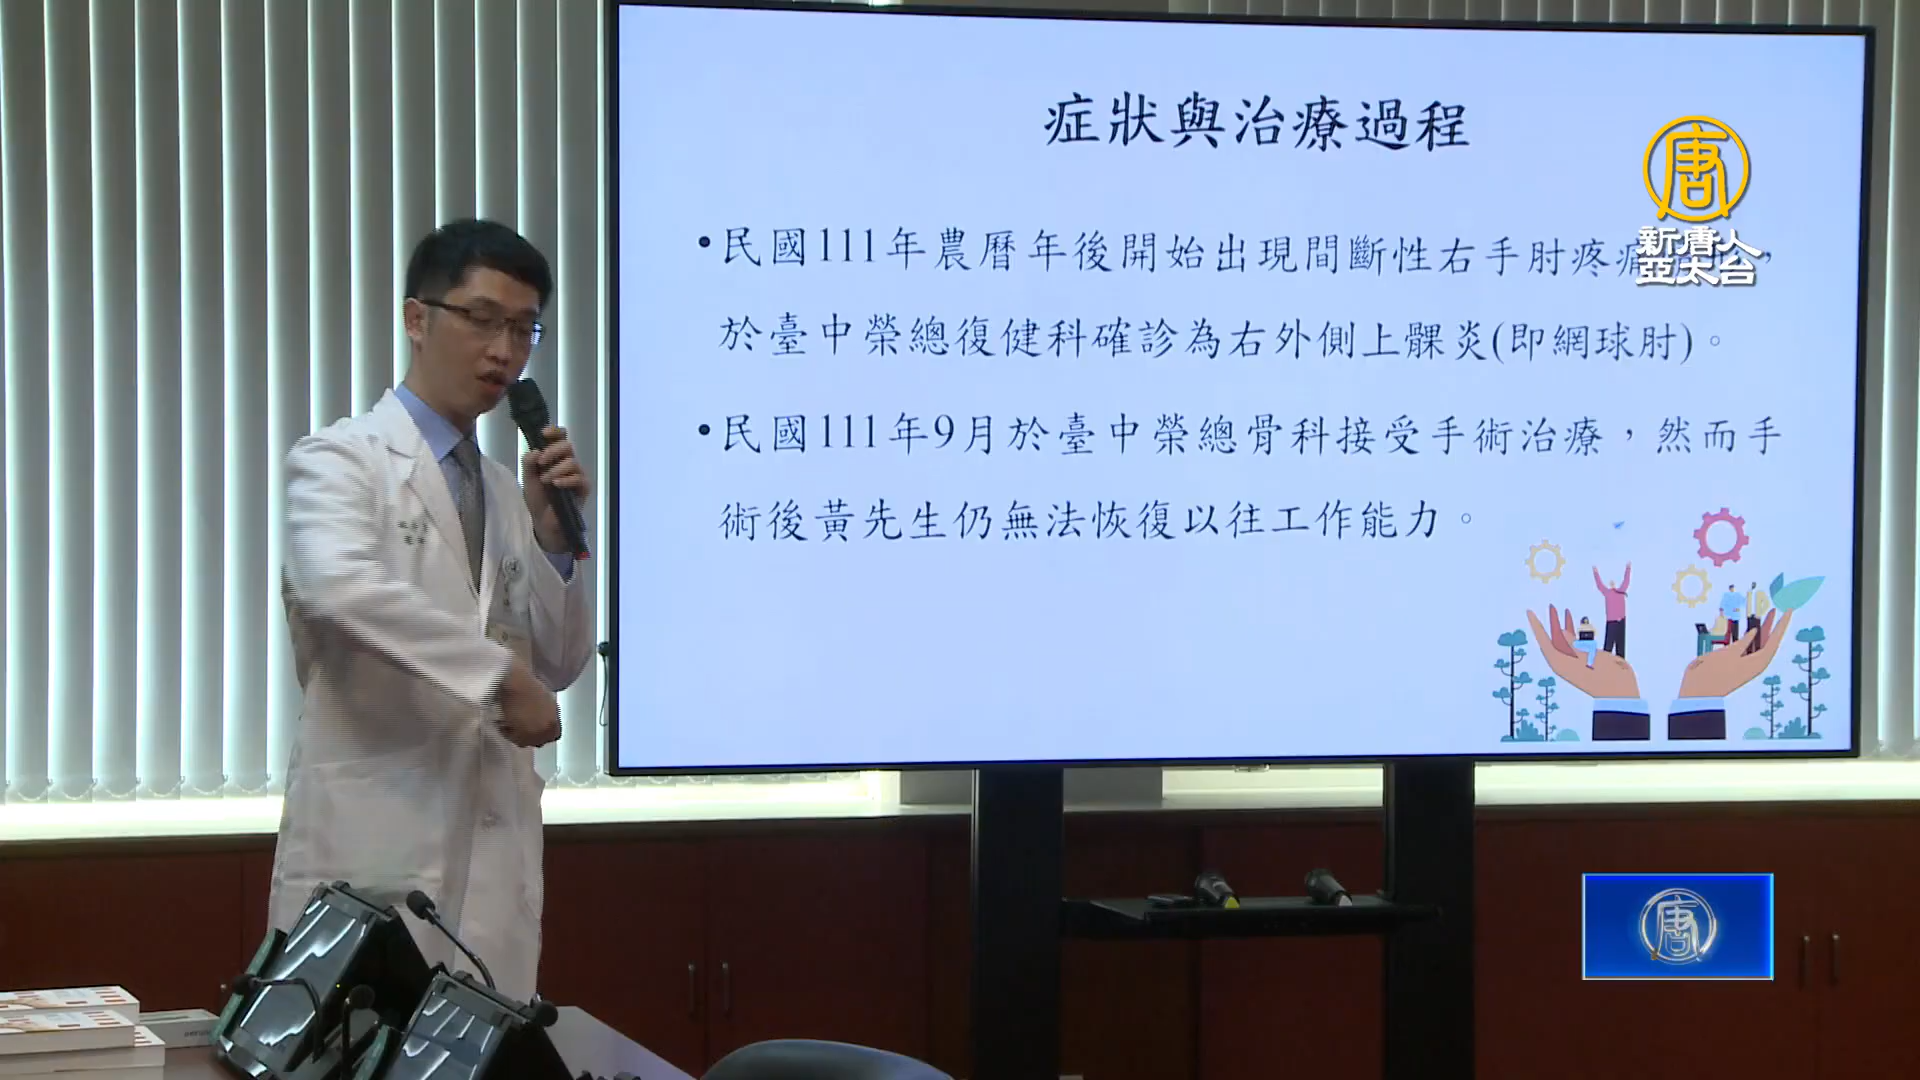 症狀與治療過程
•民國111年農曆年後開始出現間斷性右手肘疼痛
於臺中榮總復健科確診為右外側上髁炎(即網球肘)。
•民國111年9月於臺中榮總骨科接受手術治療,然而手
術後黃先生仍無法恢復以往工作能力。
唐
新唐人
亞太台
唐